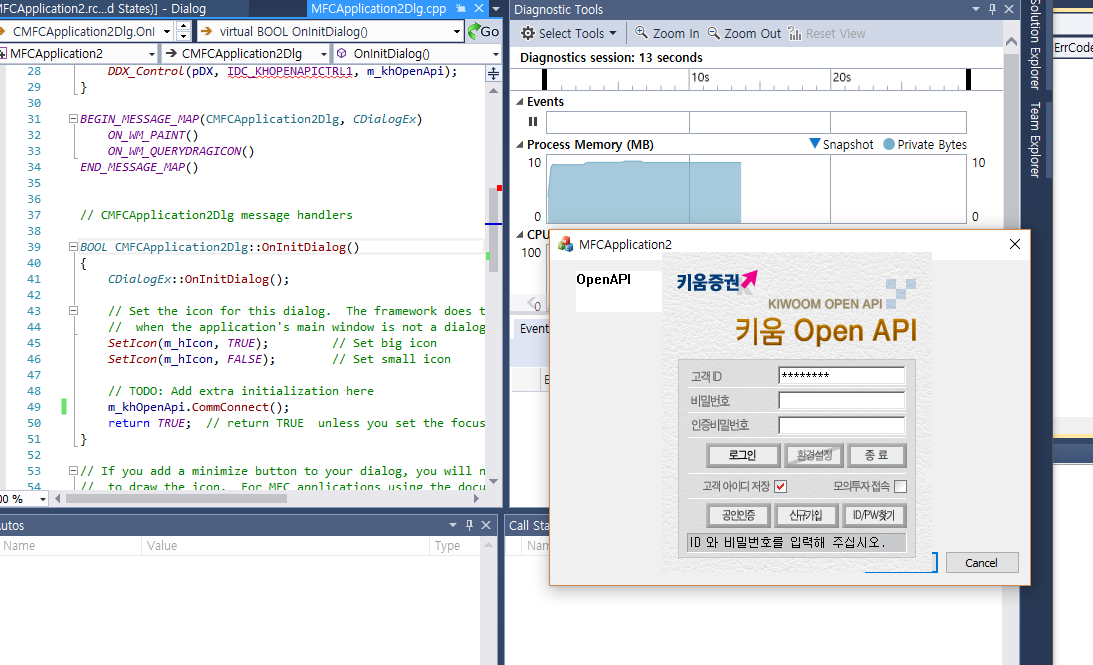 MFCApplication2.rc...d States)] - Dialog
MFCApplication2Dlg.cpp
CMFCApplication2Dlg.OnI
virtual BOOL OnInitDialog()
Go
MFCApplication2
CMFCApplication2Dlg
OnInitDialog()
28 DDX_Control(pDX, IDC_KHOPENAPICTRL1, m_khOpenApi);
29 }
30
31 BEGIN_MESSAGE_MAP(CMFCApplication2Dlg, CDialogEx)
32 ON_WM_PAINT()
33 ON_WM_QUERYDRAGICON()
34 END_MESSAGE_MAP()
35
36
37 // CMFCApplication2Dlg message handlers
38
39 BOOL CMFCApplication2Dlg::OnInitDialog()
40 {
41 CDialogEx::OnInitDialog();
42
43 // Set the icon for this dialog.  The framework does t
44 //  when the application's main window is not a dialog
45 SetIcon(m_hIcon, TRUE); // Set big icon
46 SetIcon(m_hIcon, FALSE); // Set small icon
47
48 // TODO: Add extra initialization here
49 m_khOpenApi.CommConnect();
50 return TRUE;  // return TRUE  unless you set the focus
51 }
52
53 // If you add a minimize button to your dialog, you will n
54 //  to draw the icon.  For MFC applications using the docu
00 %
utos
Name Value Type
Call Sta
Nam
Diagnostic Tools
Select Tools Zoom In Zoom Out Reset View
Diagnostics session: 13 seconds
10s 20s
Events
Process Memory (MB) Snapshot Private Bytes
10 10
0 0
CPU
100
0
Event
E
Solution Explorer
Team Explorer
ErrCode
MFCApplication2
OpenAPI
키움증권
KIWOOM OPEN API
키움 Open API
고객 ID ********
비밀번호
인증비밀번호
로그인 환경설정 종 료
고객 아이디 저장 모의투자 접속
공인인증 신규가입 ID/PW찾기
ID 와 비밀번호를 입력해 주십시오.
Cancel